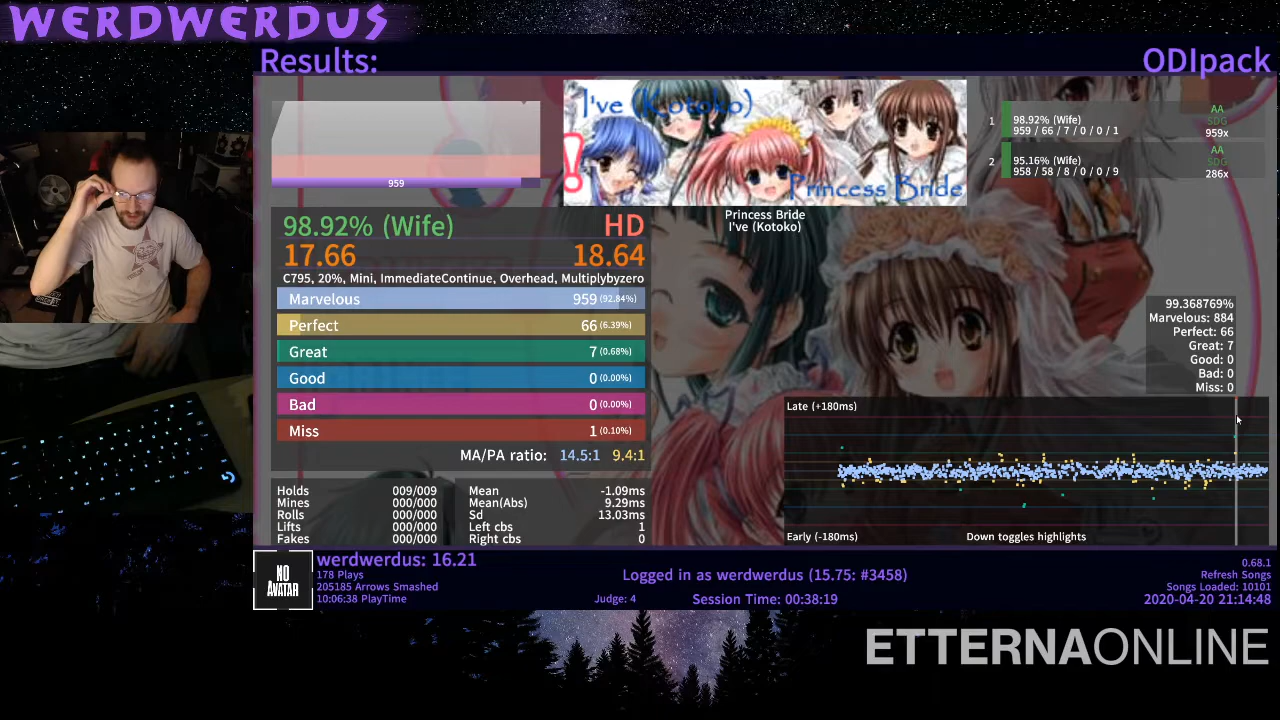 WERDWERDUS
Results:
ODIpack
959
I've (Kotoko)
!
Princess Bride
Princess Bride
I've (Kotoko)
1 98.92% (Wife) AA
SDG
959 / 66 / 7 / 0 / 0 / 1 959x
2 95.16% (Wife) AA
SDG
958 / 58 / 8 / 0 / 0 / 9 286x
98.92% (Wife) HD
17.66 18.64
C795, 20%, Mini, ImmediateContinue, Overhead, Multiplybyzero
Marvelous 959 (92.84%)
Perfect 66 (6.39%)
Great 7 (0.68%)
Good 0 (0.00%)
Bad 0 (0.00%)
Miss 1 (0.10%)
MA/PA ratio: 14.5:1 9.4:1
Holds 009/009
Mines 000/000
Rolls 000/000
Lifts 000/000
Fakes 000/000
Mean -1.09ms
Mean(Abs) 9.29ms
Sd 13.03ms
Left cbs 1
Right cbs 0
99.368769%
Marvelous: 884
Perfect: 66
Great: 7
Good: 0
Bad: 0
Miss: 0
Late (+180ms)
Early (-180ms) Down toggles highlights
NO
AVATAR
werdwerdus: 16.21
178 Plays
205185 Arrows Smashed
10:06:38 PlayTime
Logged in as werdwerdus (15.75: #3458)
Judge: 4 Session Time: 00:38:19
0.68.1
Refresh Songs
Songs Loaded: 10101
2020-04-20 21:14:48
ETTERNAONLINE